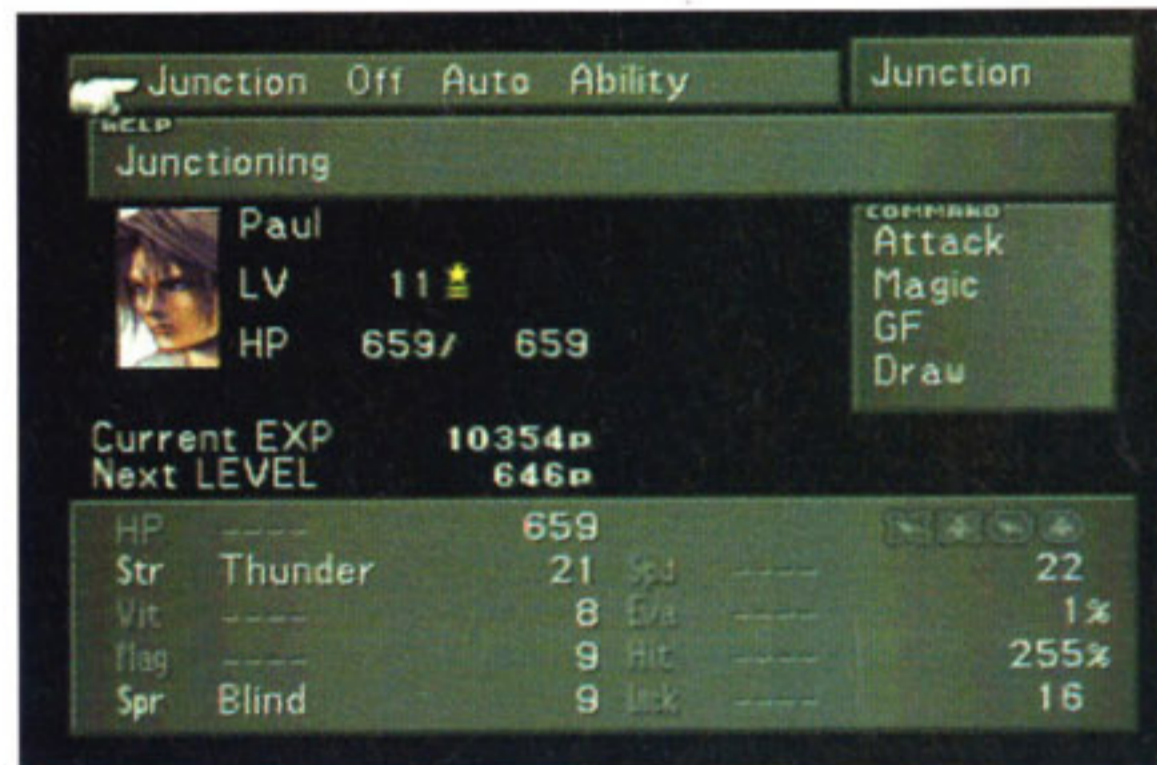 Junction Off Auto Ability
Junction
HELP
Junctioning
Paul
LV 11
HP 659/ 659
COMMAND
Attack
Magic
GF
Draw
Current EXP 10354p
Next LEVEL 646p
HP ---- 659
Str Thunder 21 Spd ---- 22
Vit ---- 8 Eva ---- 1%
Mag ---- 9 Hit ---- 255%
Spr Blind 9 Luck ---- 16